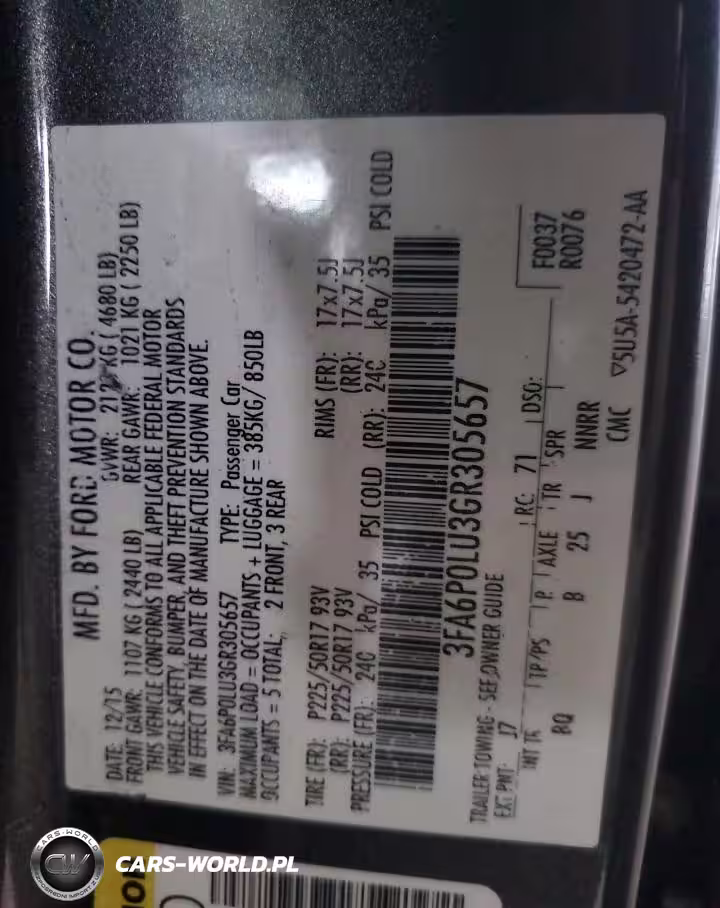 MFD. BY FORD MOTOR CO.
DATE: 12/15 GVWR: KG ( 4680 LB)
FRONT GAWR: 1107 KG ( 2440 LB) REAR GAWR: 1021 KG ( 2250 LB)
THIS VEHICLE CONFORMS TO ALL APPLICABLE FEDERAL MOTOR
VEHICLE SAFETY, BUMPER, AND THEFT PREVENTION STANDARDS
IN EFFECT ON THE DATE OF MANUFACTURE SHOWN ABOVE.
VIN: 3FA6P0LU3GR305657 TYPE: Passenger Car
MAXIMUM LOAD = OCCUPANTS + LUGGAGE = 385KG/ 850LB
OCCUPANTS = 5 TOTAL; 2 FRONT, 3 REAR
TIRE (FR): P225/50R17 93V RIMS (FR): 17x7.5J
(RR): P225/50R17 93V (RR): 17x7.5J
PRESSURE (FR): 240 kPa/ 35 PSI COLD (RR): 240 kPa/ 35 PSI COLD
3FA6P0LU3GR305657
TRAILER TOWING - SEE OWNER GUIDE F0037
EXT PNT: J7 RC: 71 DSO: R0076
INT TR TP/PS P. AXLE TR SPR
BQ B 25 J NNRR
CMC ▽5U5A-5420472-AA
CARS-WORLD
CW
CARS-WORLD.PL